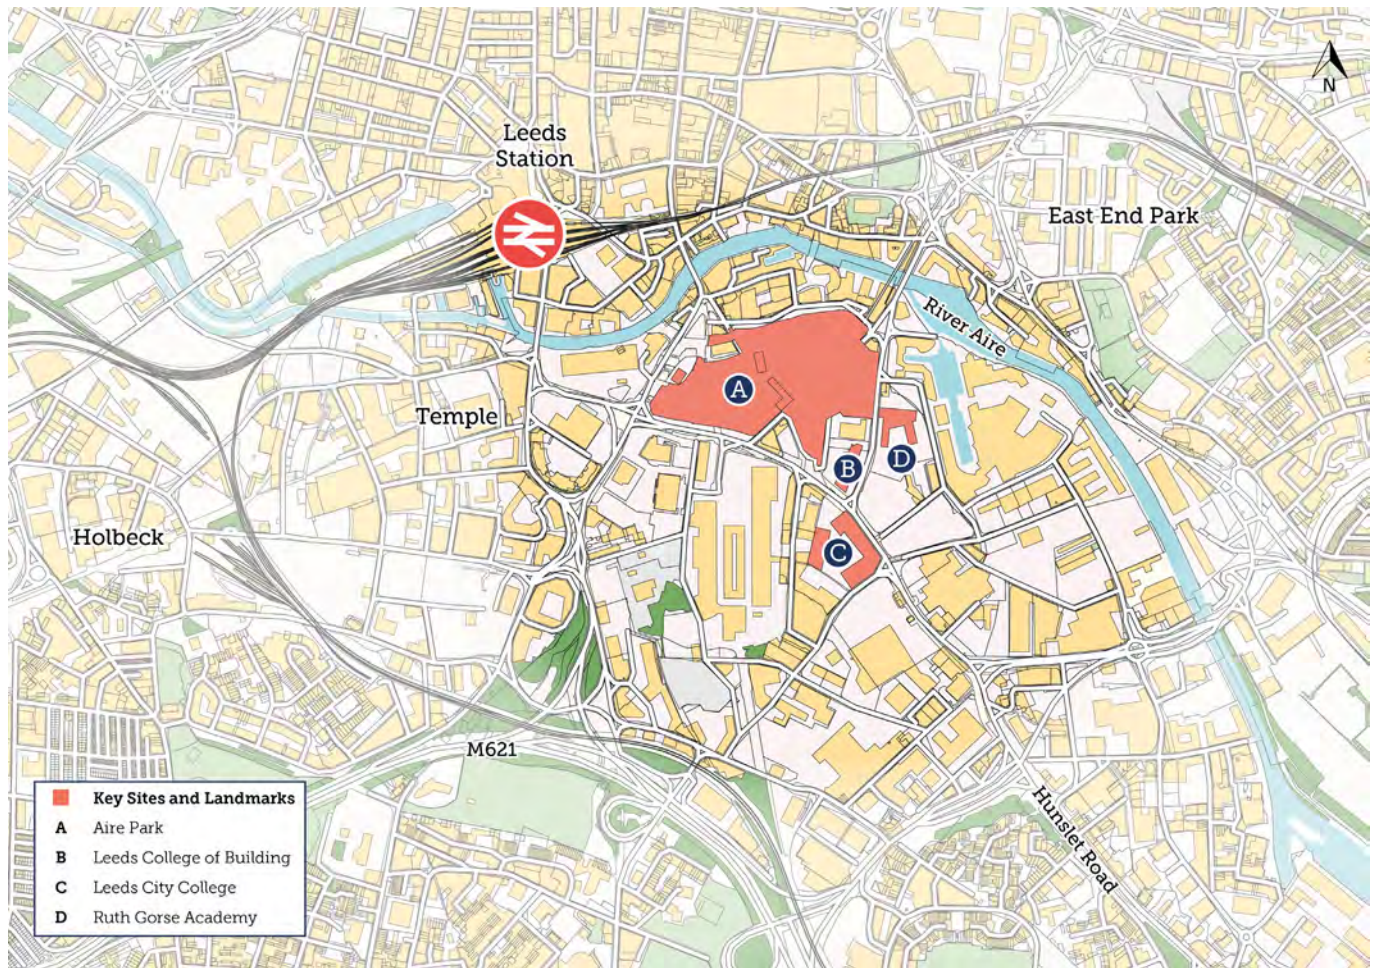 N
Leeds
Station
East End Park
River Aire
A
Temple
B
D
Holbeck
C
M621
Hunslet Road
Key Sites and Landmarks
A Aire Park
B Leeds College of Building
C Leeds City College
D Ruth Gorse Academy